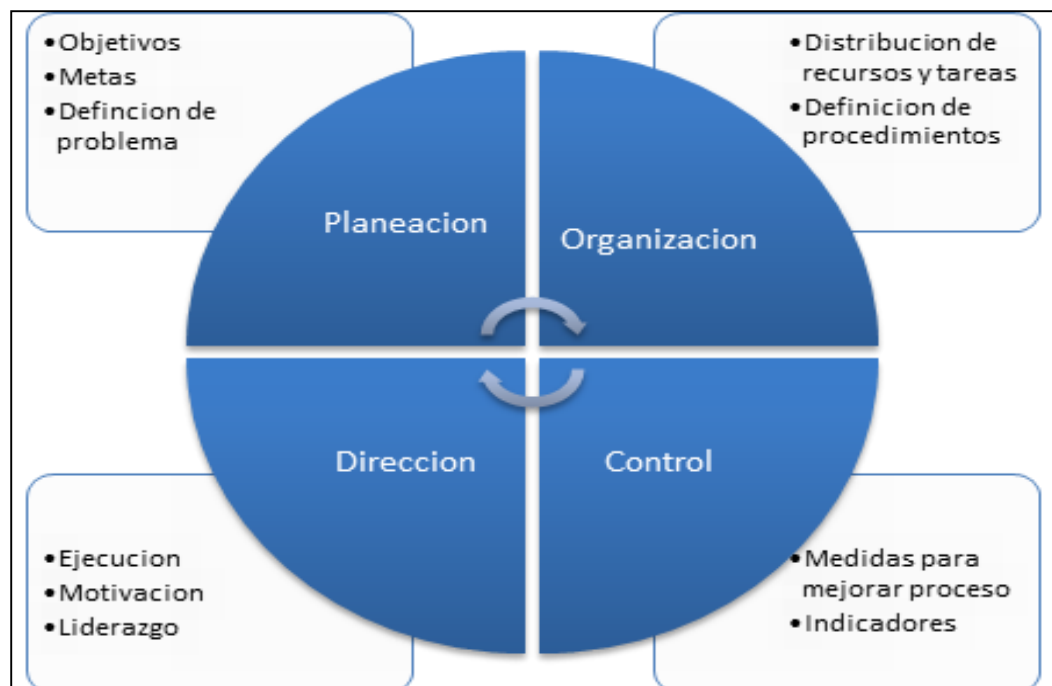 •Objetivos
•Metas
•Defincion de
problema
•Distribucion de
recursos y tareas
•Definicion de
procedimientos
Planeacion
Organizacion
Direccion
Control
•Ejecucion
•Motivacion
•Liderazgo
•Medidas para
mejorar proceso
•Indicadores